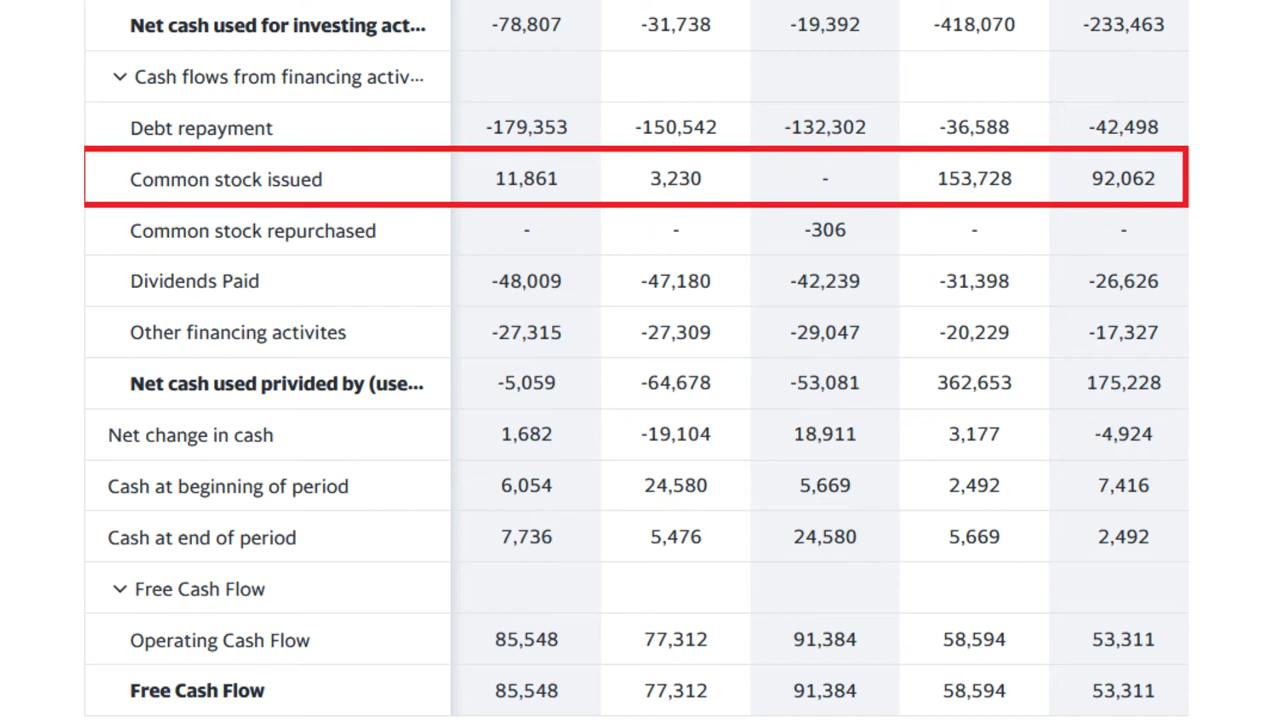 Net cash used for investing act... -78,807 -31,738 -19,392 -418,070 -233,463
Cash flows from financing activ...
Debt repayment -179,353 -150,542 -132,302 -36,588 -42,498
Common stock issued 11,861 3,230 - 153,728 92,062
Common stock repurchased - - -306 - -
Dividends Paid -48,009 -47,180 -42,239 -31,398 -26,626
Other financing activites -27,315 -27,309 -29,047 -20,229 -17,327
Net cash used privided by (use... -5,059 -64,678 -53,081 362,653 175,228
Net change in cash 1,682 -19,104 18,911 3,177 -4,924
Cash at beginning of period 6,054 24,580 5,669 2,492 7,416
Cash at end of period 7,736 5,476 24,580 5,669 2,492
Free Cash Flow
Operating Cash Flow 85,548 77,312 91,384 58,594 53,311
Free Cash Flow 85,548 77,312 91,384 58,594 53,311